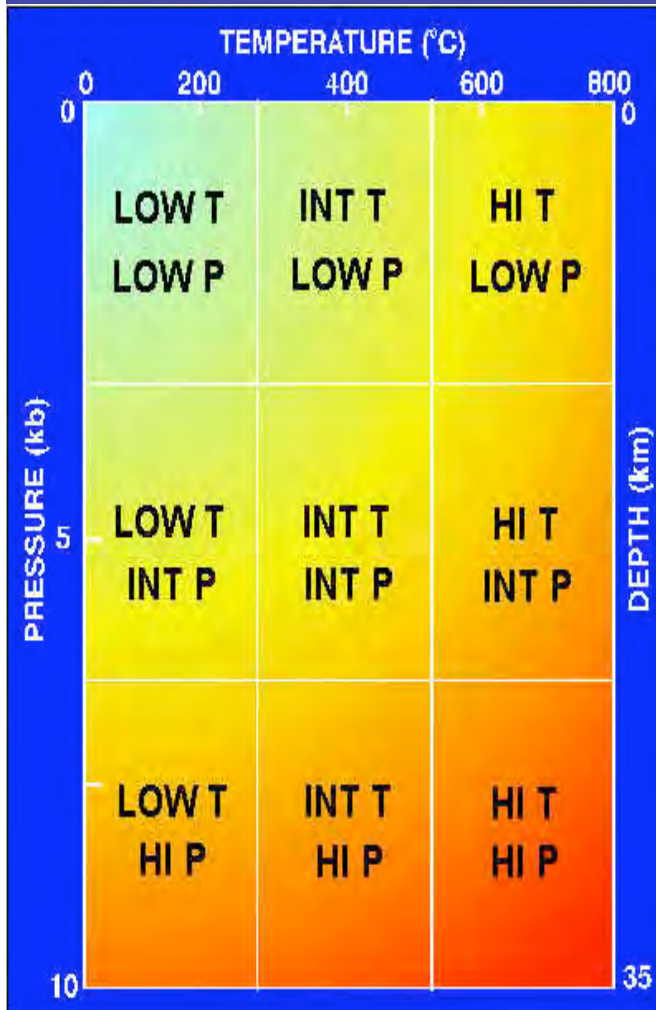 TEMPERATURE (°C)
0 200 400 600 800
0 0
LOW T INT T HI T
LOW P LOW P LOW P
PRESSURE (kb)
5
DEPTH (km)
LOW T INT T HI T
INT P INT P INT P
LOW T INT T HI T
HI P HI P HI P
10 35